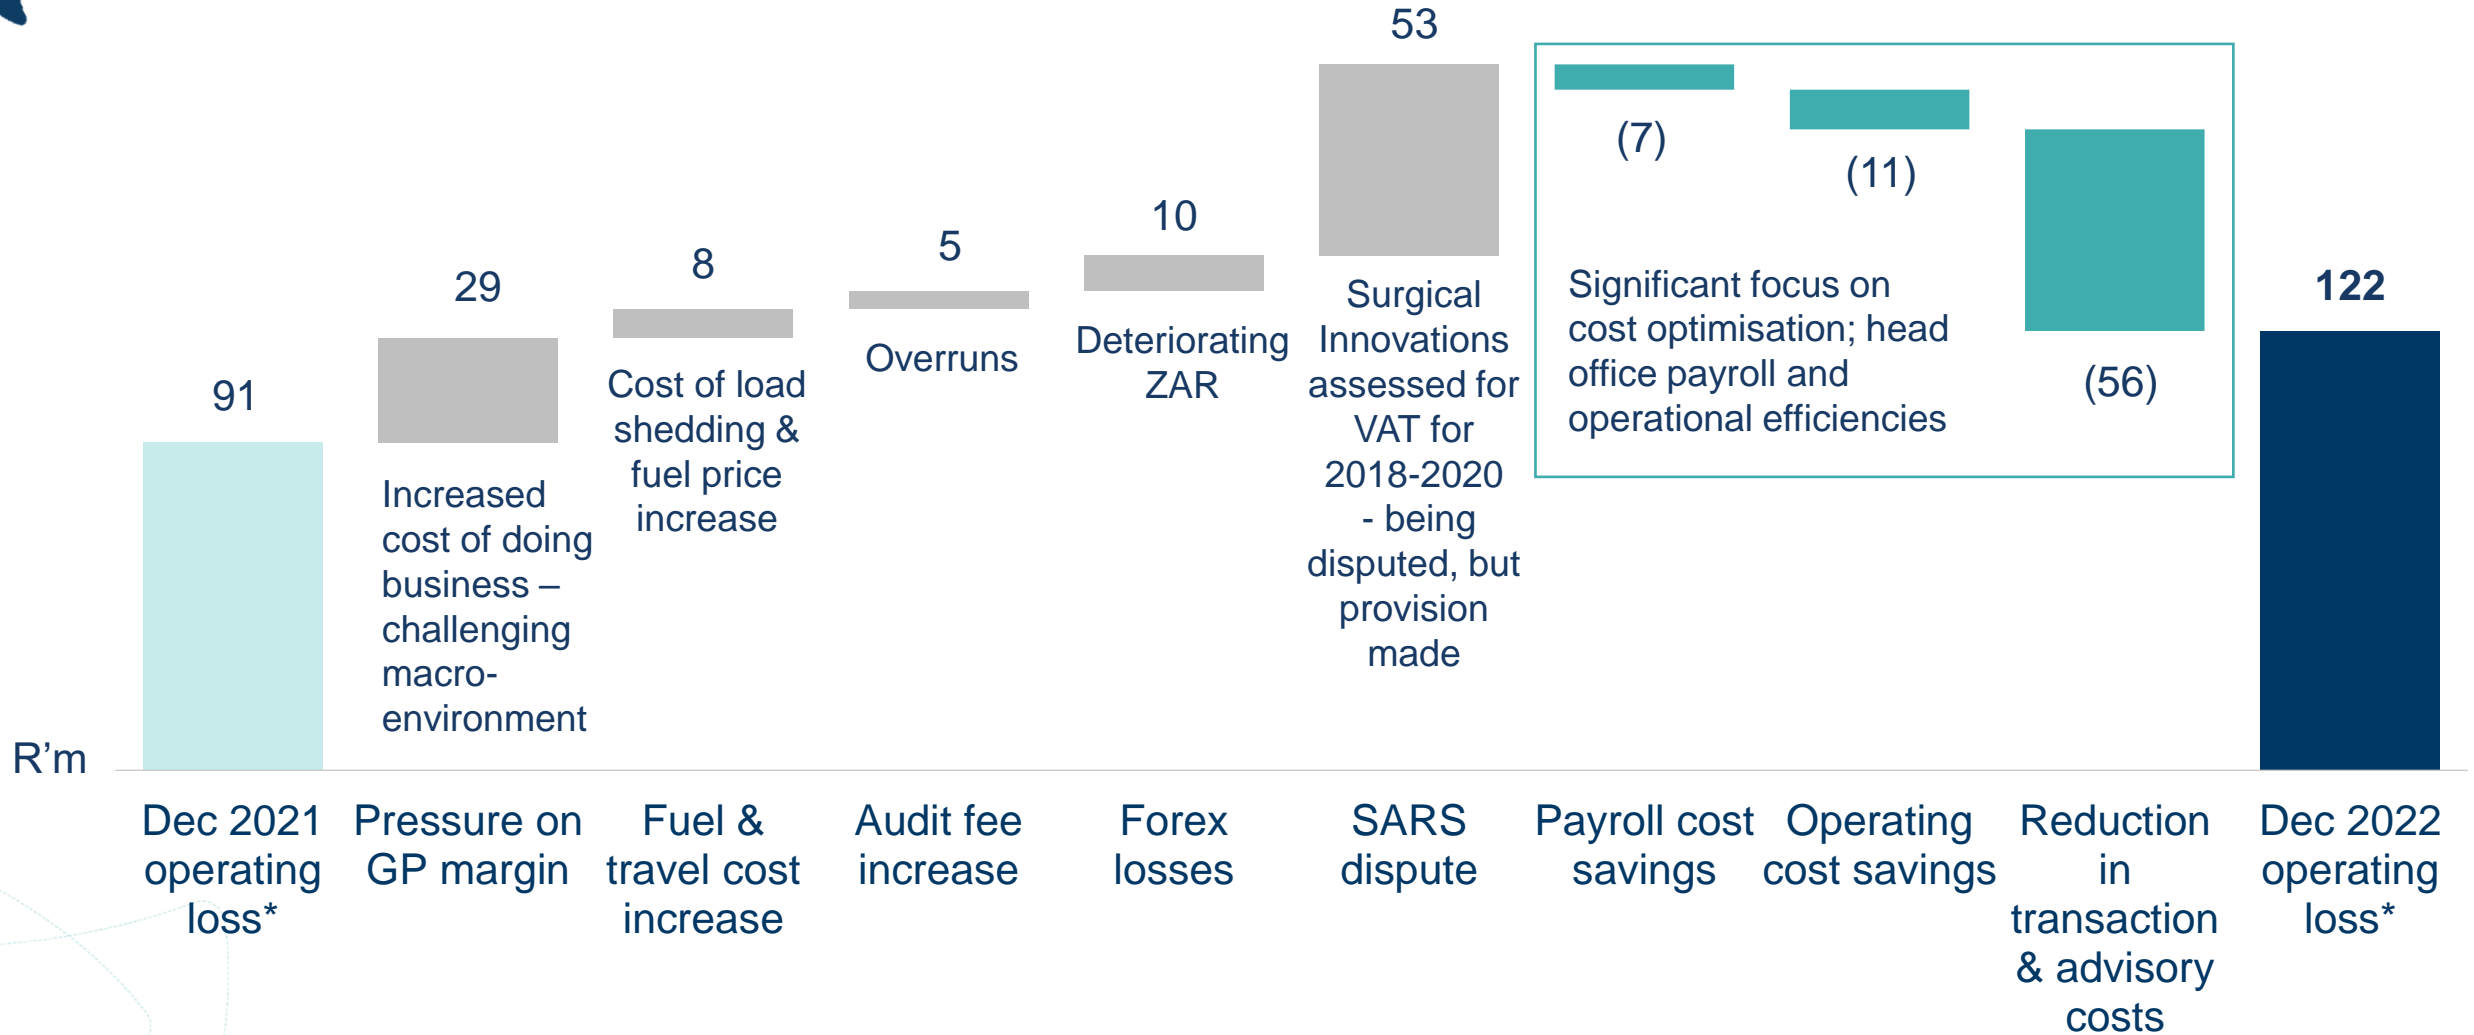 91
29
Increased
cost of doing
business –
challenging
macro-
environment
8
Cost of load
shedding &
fuel price
increase
5
Overruns
10
Deteriorating
ZAR
53
Surgical
Innovations
assessed for
VAT for
2018-2020
- being
disputed, but
provision
made
(7)
(11)
(56)
Significant focus on
cost optimisation; head
office payroll and
operational efficiencies
122
R’m
Dec 2021
operating
loss*
Pressure on
GP margin
Fuel &
travel cost
increase
Audit fee
increase
Forex
losses
SARS
dispute
Payroll cost
savings
Operating
cost savings
Reduction
in
transaction
& advisory
costs
Dec 2022
operating
loss*